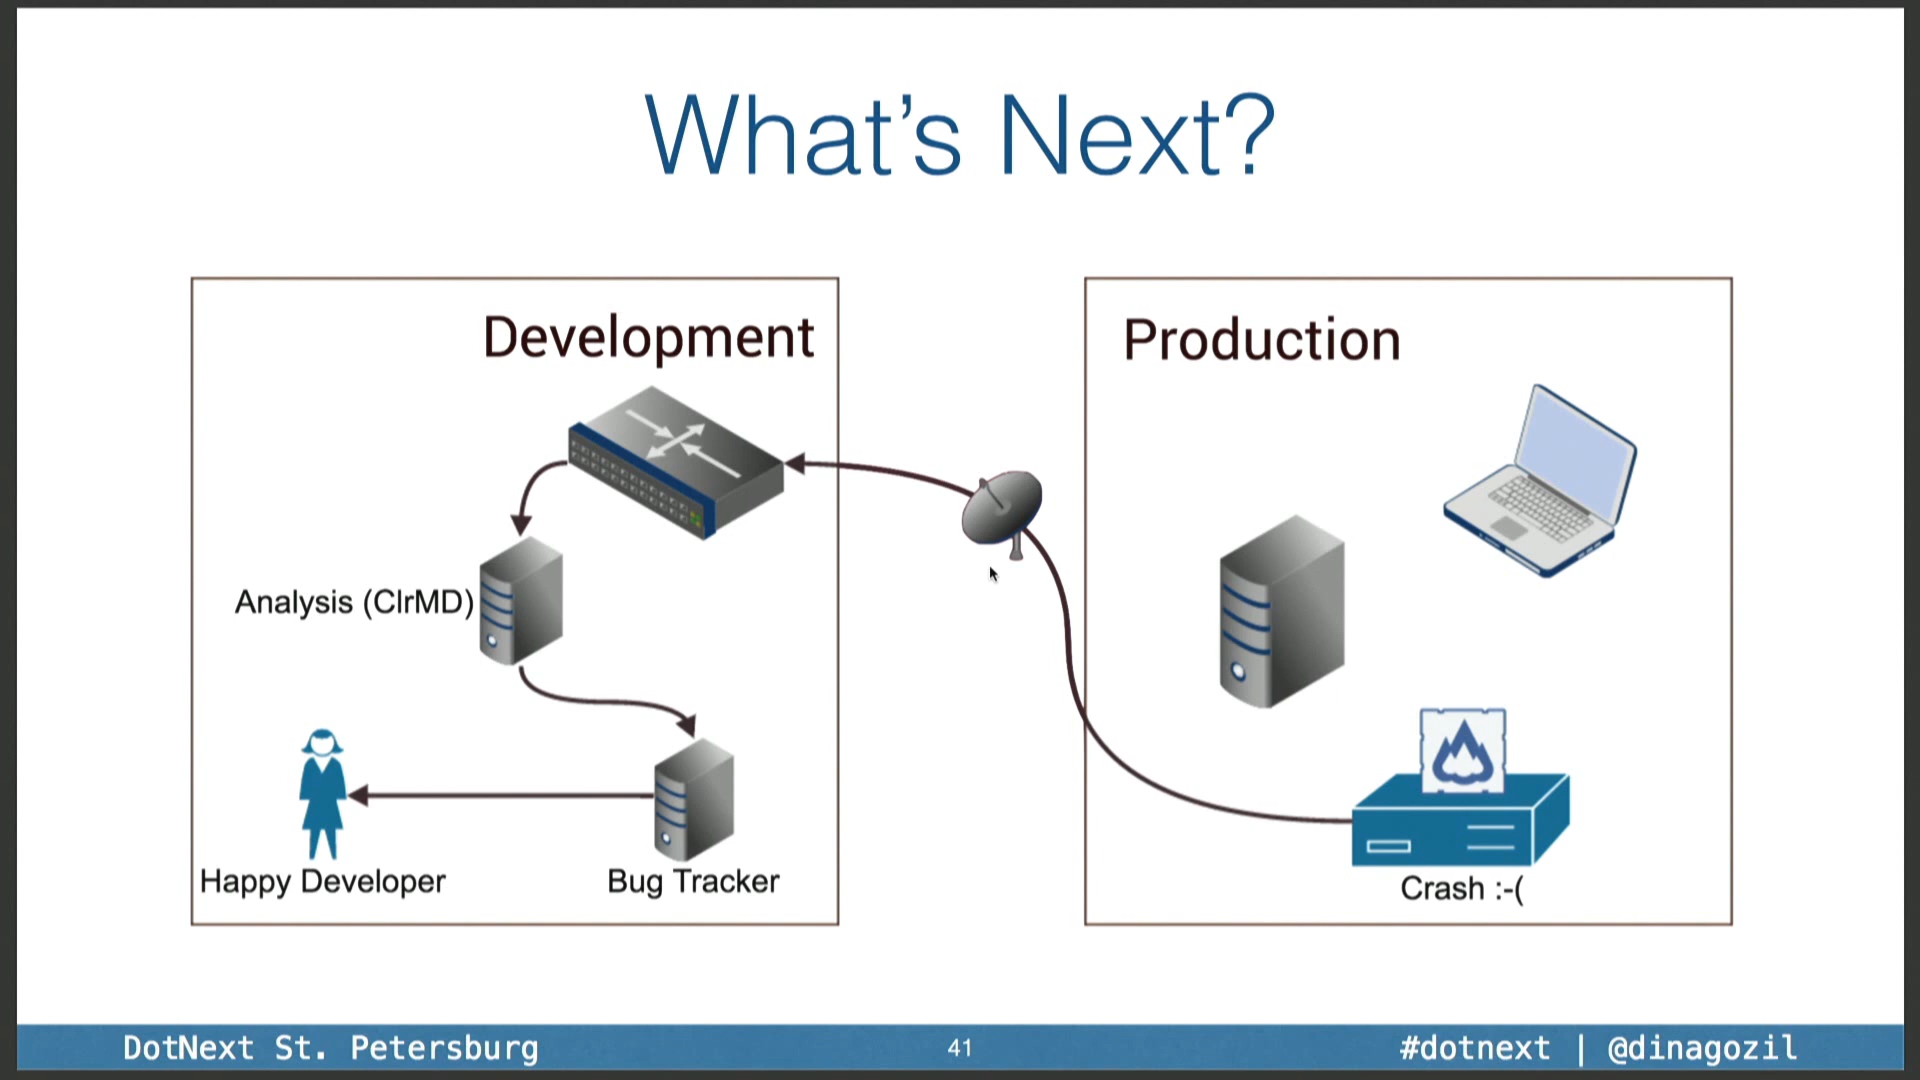 What's Next?
Development
Production
Analysis (ClrMD)
Happy Developer
Bug Tracker
Crash :-(
DotNext St. Petersburg
41
#dotnext | @dinagozil